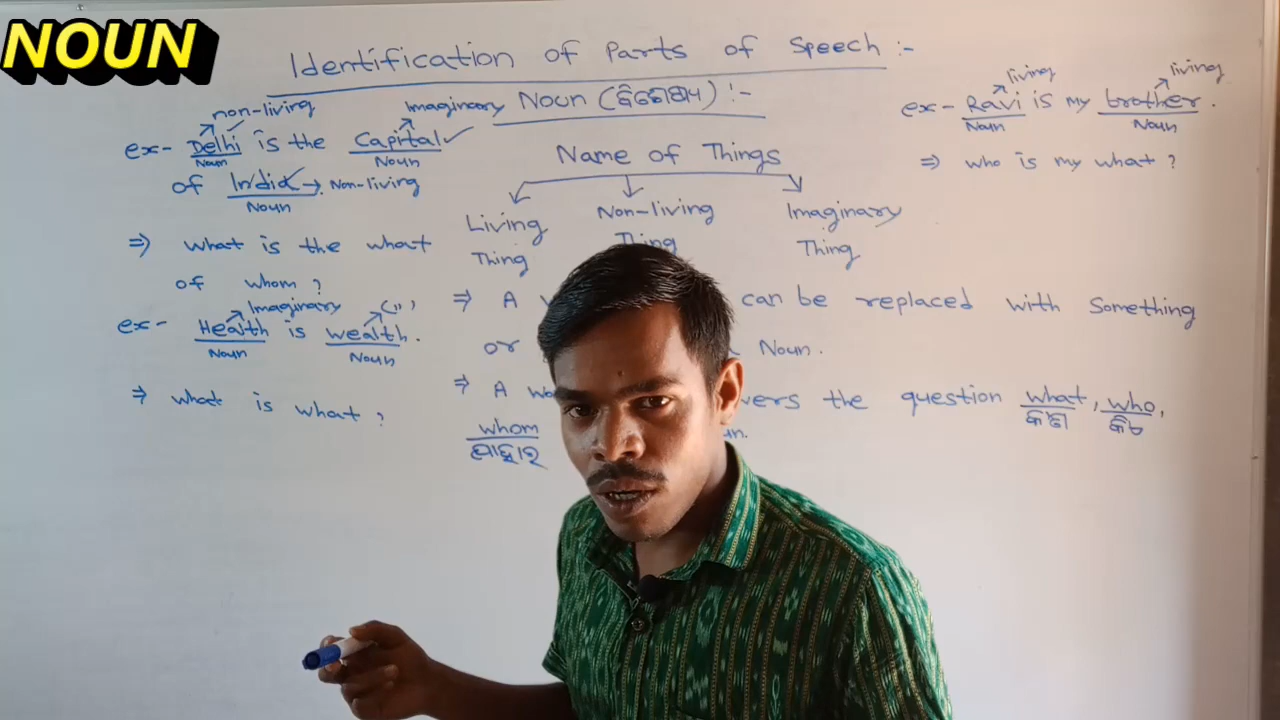 NOUN
Identification of Parts of Speech :-
Noun (ବିଶେଷ୍ୟ) :-
non-living
Imaginary
ex- Delhi is the Capital
Noun
Noun
of India → Non-living
Noun
⇒ what is the what
of whom ?
Imaginary (")
ex- Health is wealth.
Noun
Noun
⇒ what is what ?
Name of Things
Living
Thing
Non-living
Thing
Imaginary
Thing
⇒ A can be replaced with Something
or Noun.
⇒ A the question what, who,
କିଏ
whom
living
living
ex- Ravi is my brother.
Noun
Noun
⇒ who is my what ?